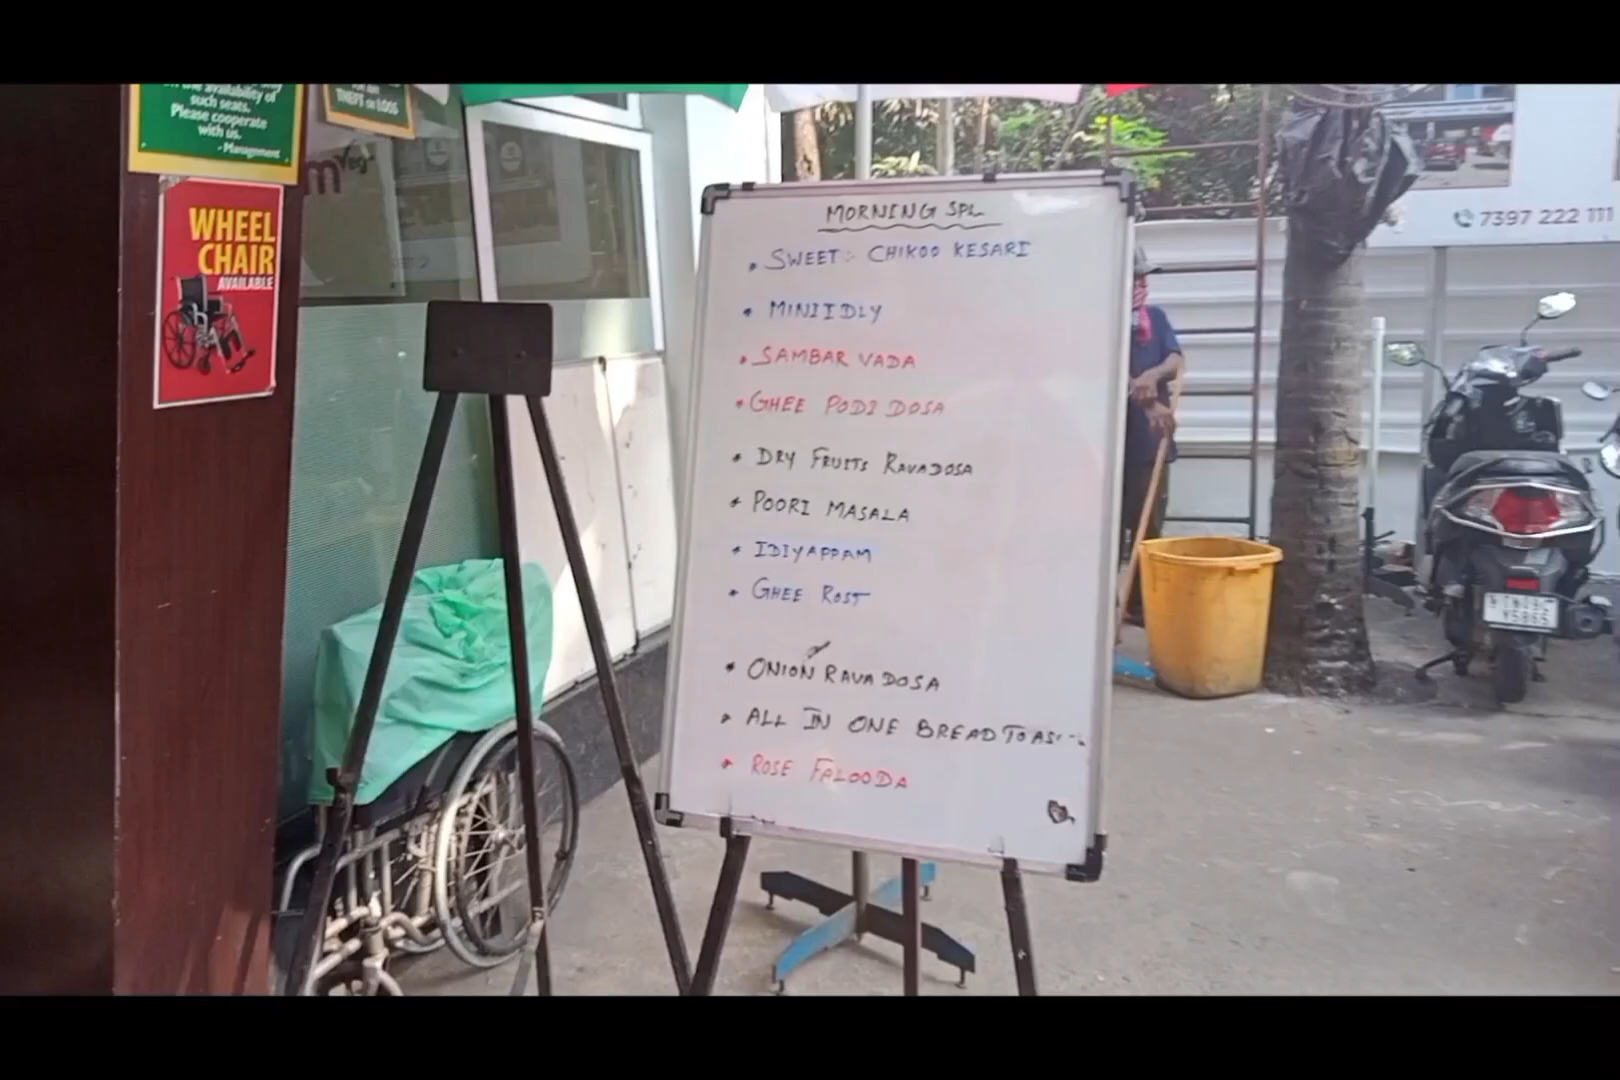 such seats.
Please cooperate
with us.
- Management
THEFT OR LOSS
WHEEL
CHAIR
AVAILABLE
Veg
7397 222 111
MORNING SPL
SWEET: CHIKOO KESARI
MINI IDLY
SAMBAR VADA
GHEE PODI DOSA
DRY FRUITS RAVA DOSA
POORI MASALA
IDIYAPPAM
GHEE ROST
ONION RAVA DOSA
ALL IN ONE BREAD TOAST
ROSE FALOODA